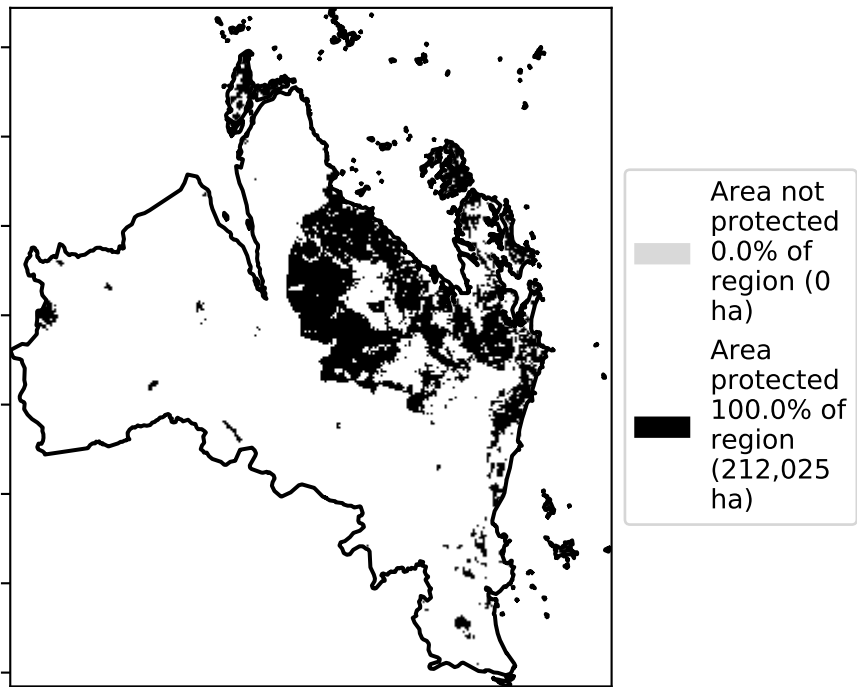 Area not
protected
0.0% of
region (0
ha)
Area
protected
100.0% of
region
(212,025
ha)